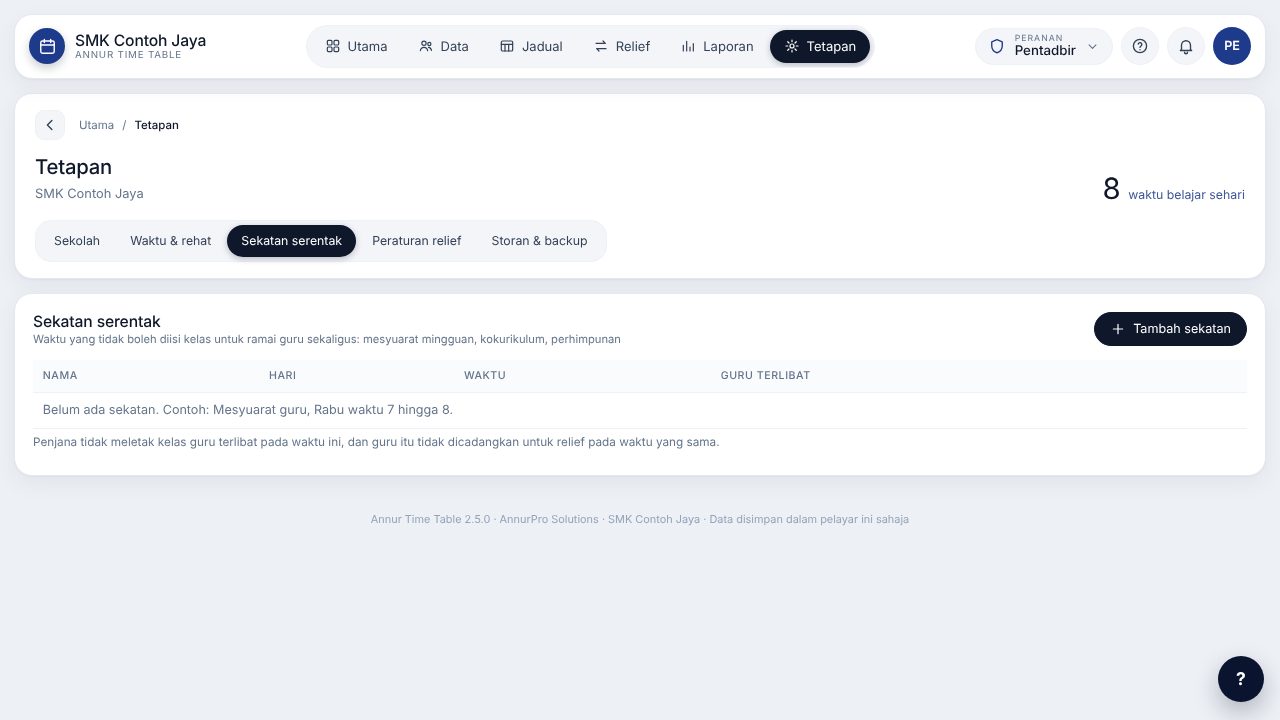 SMK Contoh Jaya
ANNUR TIME TABLE
Utama
Data
Jadual
Relief
Laporan
Tetapan
PERANAN
Pentadbir
PE
Utama / Tetapan
Tetapan
SMK Contoh Jaya
8 waktu belajar sehari
Sekolah
Waktu & rehat
Sekatan serentak
Peraturan relief
Storan & backup
Sekatan serentak
Waktu yang tidak boleh diisi kelas untuk ramai guru sekaligus: mesyuarat mingguan, kokurikulum, perhimpunan
Tambah sekatan
NAMA HARI WAKTU GURU TERLIBAT
Belum ada sekatan. Contoh: Mesyuarat guru, Rabu waktu 7 hingga 8.
Penjana tidak meletak kelas guru terlibat pada waktu ini, dan guru itu tidak dicadangkan untuk relief pada waktu yang sama.
Annur Time Table 2.5.0 · AnnurPro Solutions · SMK Contoh Jaya · Data disimpan dalam pelayar ini sahaja
?